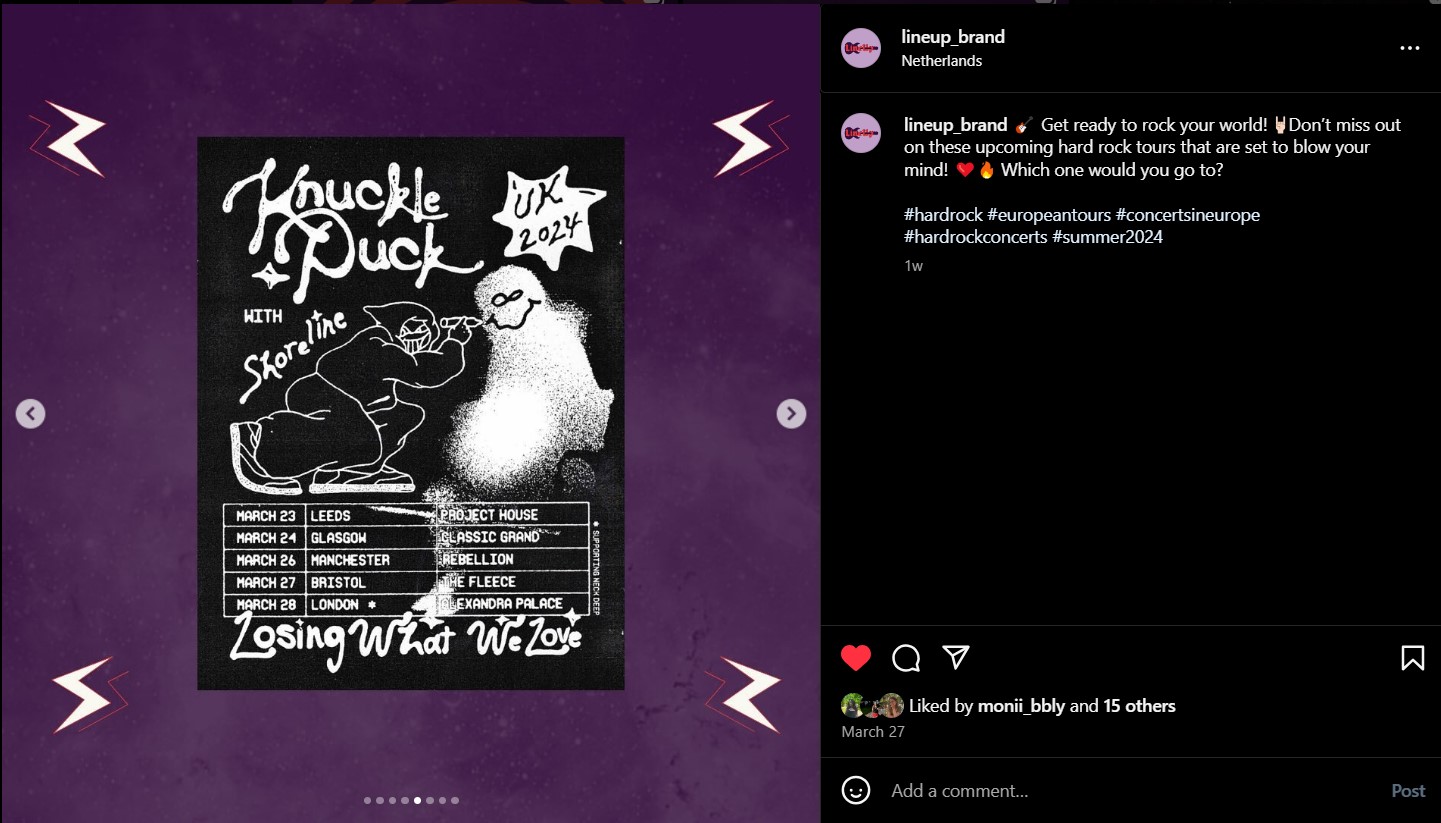 lineup_brand
Netherlands
lineup_brand 🎸 Get ready to rock your world! 🤘🏻Don't miss out
on these upcoming hard rock tours that are set to blow your
mind! ❤️🔥 Which one would you go to?
#hardrock #europeantours #concertsineurope
#hardrockconcerts #summer2024
1w
Liked by monii_bbly and 15 others
March 27
Add a comment...
Post
Knuckle
Puck
UK
2024
WITH
Shoreline
MARCH 23 LEEDS PROJECT HOUSE
MARCH 24 GLASGOW CLASSIC GRAND
MARCH 26 MANCHESTER REBELLION
MARCH 27 BRISTOL THE FLEECE
MARCH 28 LONDON * ALEXANDRA PALACE
* SUPPORTING NECK DEEP
Losing What We Love